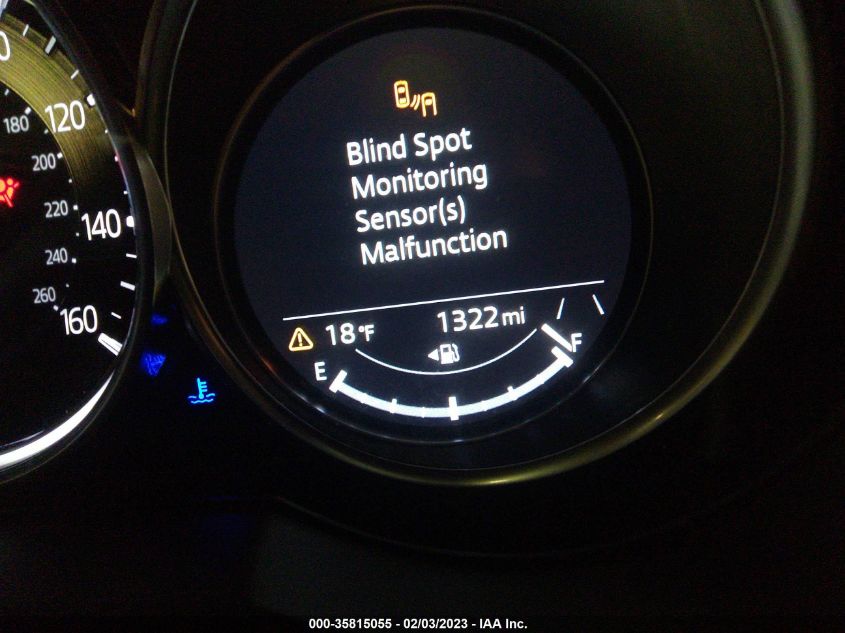 120
180
200
220
140
240
260
160
Blind Spot
Monitoring
Sensor(s)
Malfunction
18°F
1322mi
E
F
000-35815055 - 02/03/2023 - IAA Inc.